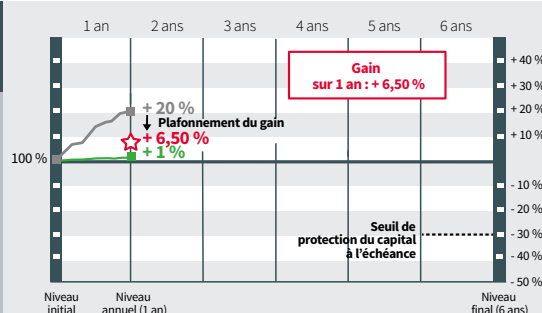 1 an 2 ans 3 ans 4 ans 5 ans 6 ans
Gain
sur 1 an : + 6,50 %
+ 40 %
+ 30 %
+ 20 %
+ 10 %
+ 20 %
Plafonnement du gain
+ 6,50 %
+ 1 %
100 %
- 10 %
- 20 %
- 30 %
- 40 %
- 50 %
Seuil de
protection du capital
à l'échéance
Niveau
initial
Niveau
annuel (1 an)
Niveau
final (6 ans)